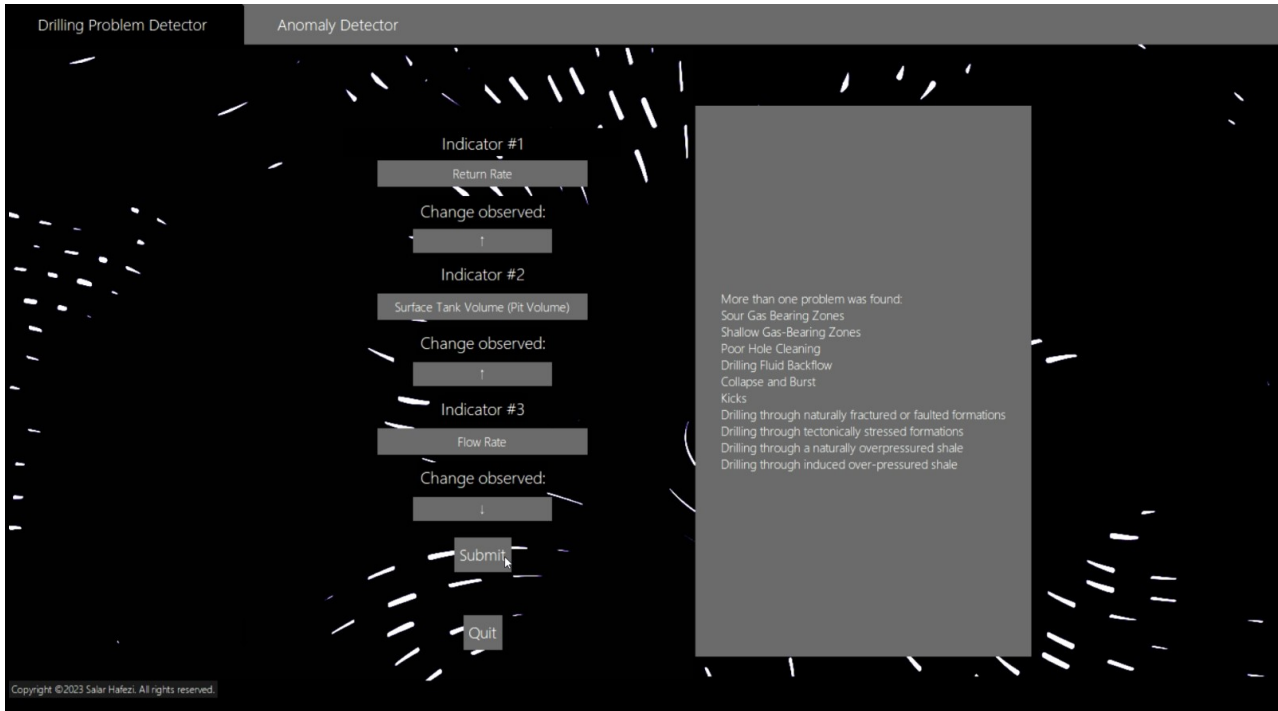 Drilling Problem Detector
Anomaly Detector
Indicator #1
Return Rate
Change observed:
↑
Indicator #2
Surface Tank Volume (Pit Volume)
Change observed:
↑
Indicator #3
Flow Rate
Change observed:
↓
Submit
Quit
More than one problem was found:
Sour Gas Bearing Zones
Shallow Gas-Bearing Zones
Poor Hole Cleaning
Drilling Fluid Backflow
Collapse and Burst
Kicks
Drilling through naturally fractured or faulted formations
Drilling through tectonically stressed formations
Drilling through a naturally overpressured shale
Drilling through induced over-pressured shale
Copyright ©2023 Salar Hafezi. All rights reserved.